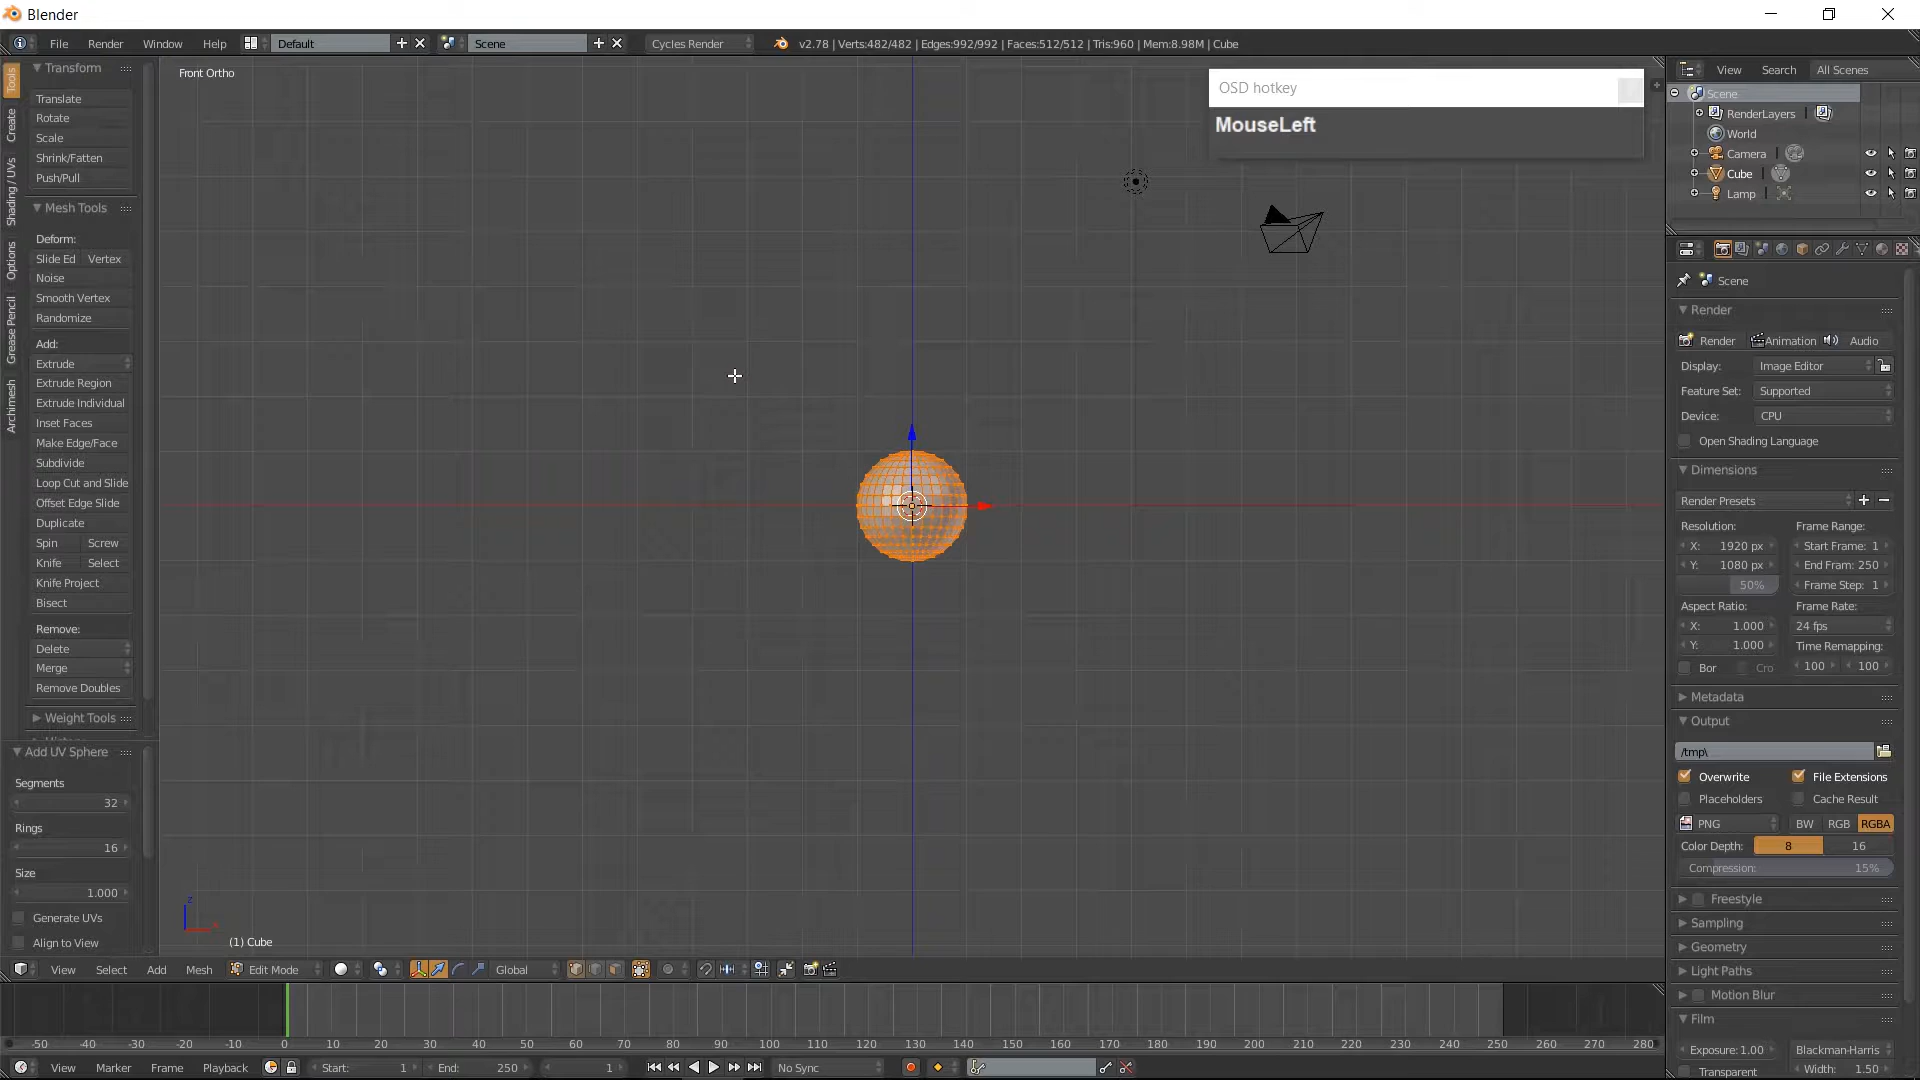 Blender
File Render Window Help Default Scene Cycles Render v2.78 | Verts:482/482 | Edges:992/992 | Faces:512/512 | Tris:960 | Mem:8.98M | Cube
Tools
Create
Shading / UVs
Options
Grease Pencil
Archimesh
Transform
Translate
Rotate
Scale
Shrink/Fatten
Push/Pull
Mesh Tools
Deform:
Slide Ed Vertex
Noise
Smooth Vertex
Randomize
Add:
Extrude
Extrude Region
Extrude Individual
Inset Faces
Make Edge/Face
Subdivide
Loop Cut and Slide
Offset Edge Slide
Duplicate
Spin Screw
Knife Select
Knife Project
Bisect
Remove:
Delete
Merge
Remove Doubles
Weight Tools
Add UV Sphere
Segments
32
Rings
16
Size
1.000
Generate UVs
Align to View
Front Ortho
OSD hotkey
MouseLeft
z
x
(1) Cube
View Select Add Mesh Edit Mode Global
-50 -40 -30 -20 -10 0 10 20 30 40 50 60 70 80 90 100 110 120 130 140 150 160 170 180 190 200 210 220 230 240 250 260 270 280
View Marker Frame Playback Start: 1 End: 250 1 No Sync
View Search All Scenes
Scene
RenderLayers |
World
Camera |
Cube |
Lamp |
Scene
Render
Render Animation Audio
Display: Image Editor
Feature Set: Supported
Device: CPU
Open Shading Language
Dimensions
Render Presets
Resolution: Frame Range:
X: 1920 px Start Frame: 1
Y: 1080 px End Fram: 250
50% Frame Step: 1
Aspect Ratio: Frame Rate:
X: 1.000 24 fps
Y: 1.000 Time Remapping:
Bor Cro 100 100
Metadata
Output
/tmp\
Overwrite File Extensions
Placeholders Cache Result
PNG BW RGB RGBA
Color Depth: 8 16
Compression: 15%
Freestyle
Sampling
Geometry
Light Paths
Motion Blur
Film
Exposure: 1.00 Blackman-Harris
Transparent Width: 1.50